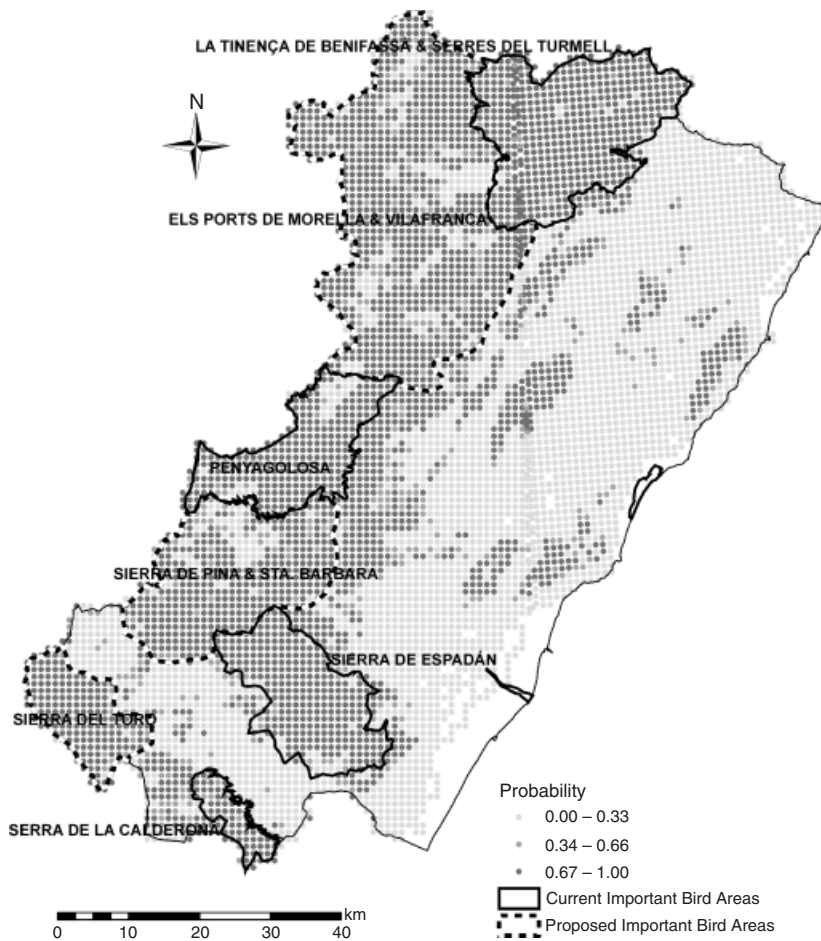 LA TINENÇA DE BENIFASSA & SERRES DEL TURMELL
N
ELS PORTS DE MORELLA & VILAFRANCA
PENYAGOLOSA
SIERRA DE PINA & STA. BARBARA
SIERRA DE ESPADÁN
SIERRA DEL TORO
SERRA DE LA CALDERONA
Probability
0.00 – 0.33
0.34 – 0.66
0.67 – 1.00
Current Important Bird Areas
Proposed Important Bird Areas
km
0 10 20 30 40